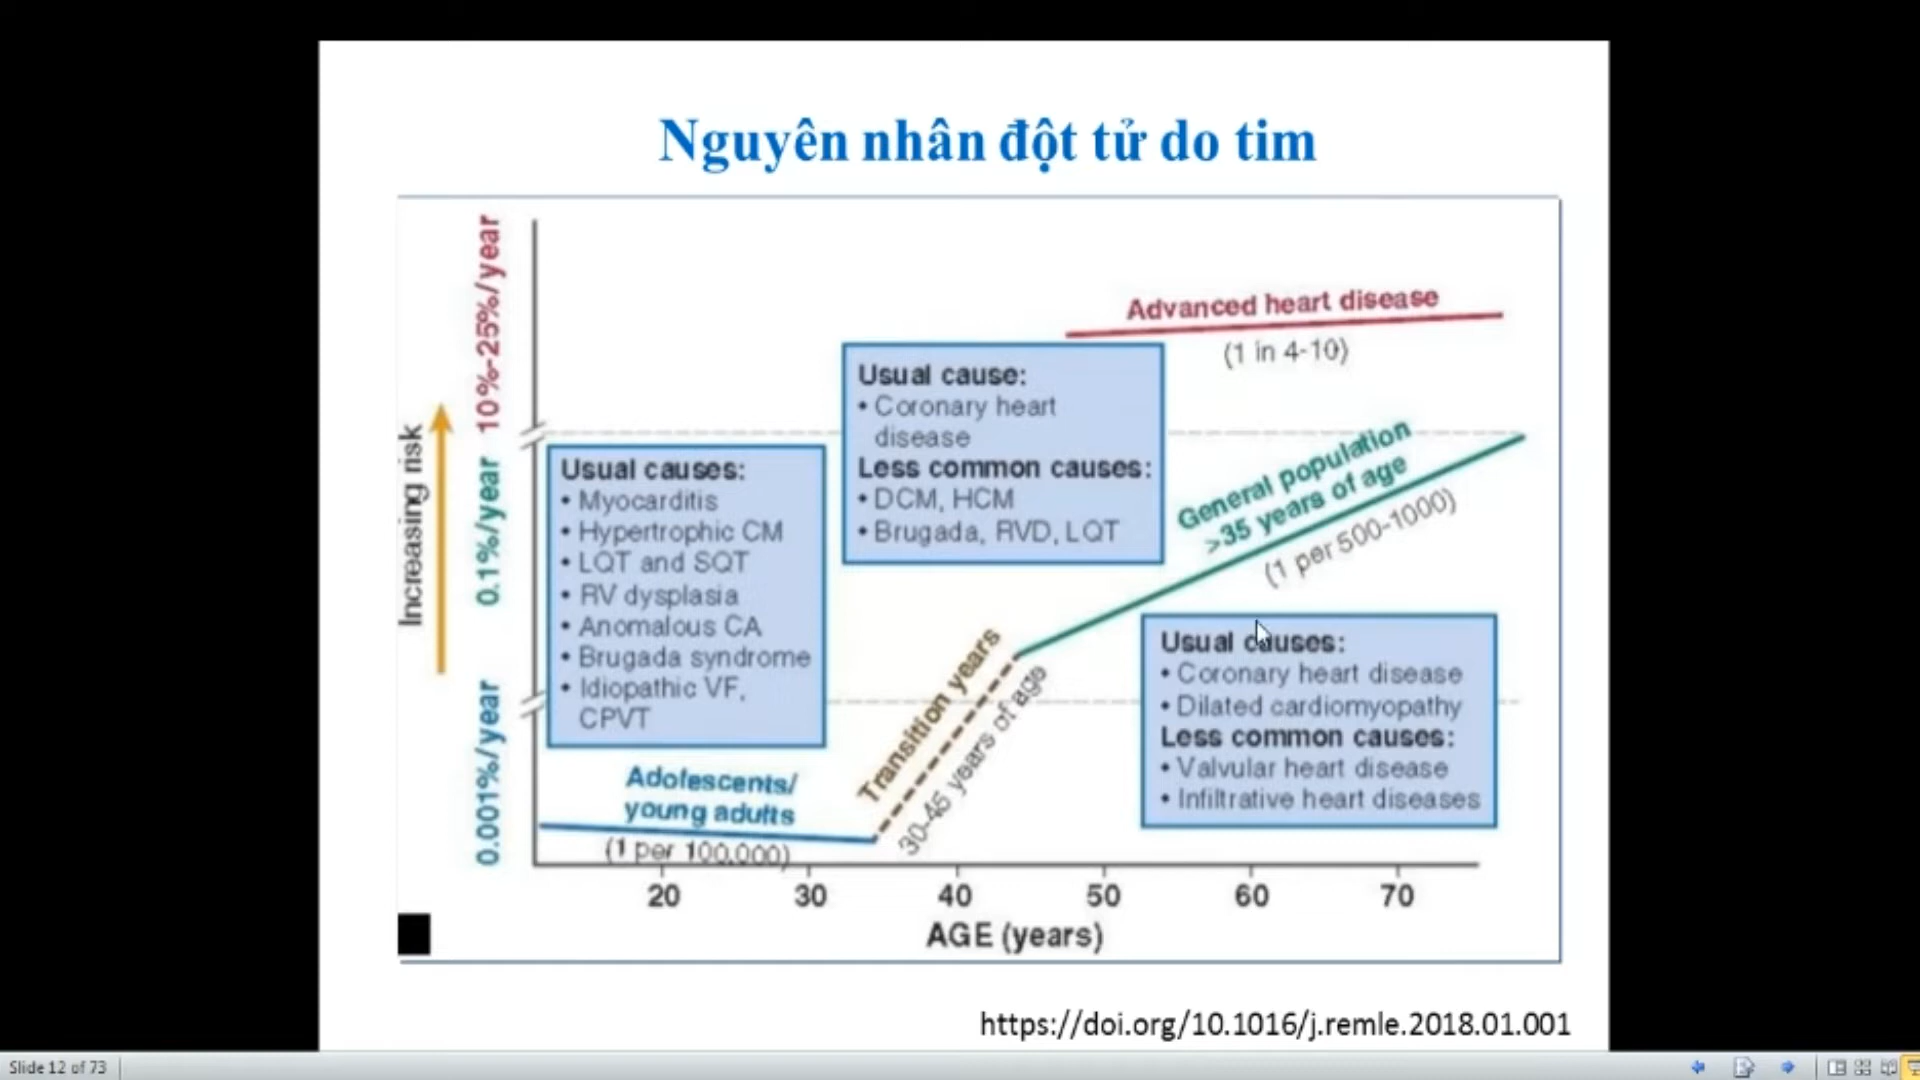 Nguyên nhân đột tử do tim
10%-25%/year
0.1%/year
0.001%/year
Increasing risk
Advanced heart disease
(1 in 4-10)
Usual cause:
• Coronary heart
disease
Less common causes:
• DCM, HCM
• Brugada, RVD, LQT
Usual causes:
• Myocarditis
• Hypertrophic CM
• LQT and SQT
• RV dysplasia
• Anomalous CA
• Brugada syndrome
• Idiopathic VF,
CPVT
General population
>35 years of age
(1 per 500-1000)
Transition years
30-45 years of age
Usual causes:
• Coronary heart disease
• Dilated cardiomyopathy
Less common causes:
• Valvular heart disease
• Infiltrative heart diseases
Adolescents/
young adults
(1 per 100,000)
20 30 40 50 60 70
AGE (years)
https://doi.org/10.1016/j.remle.2018.01.001
Slide 12 of 73